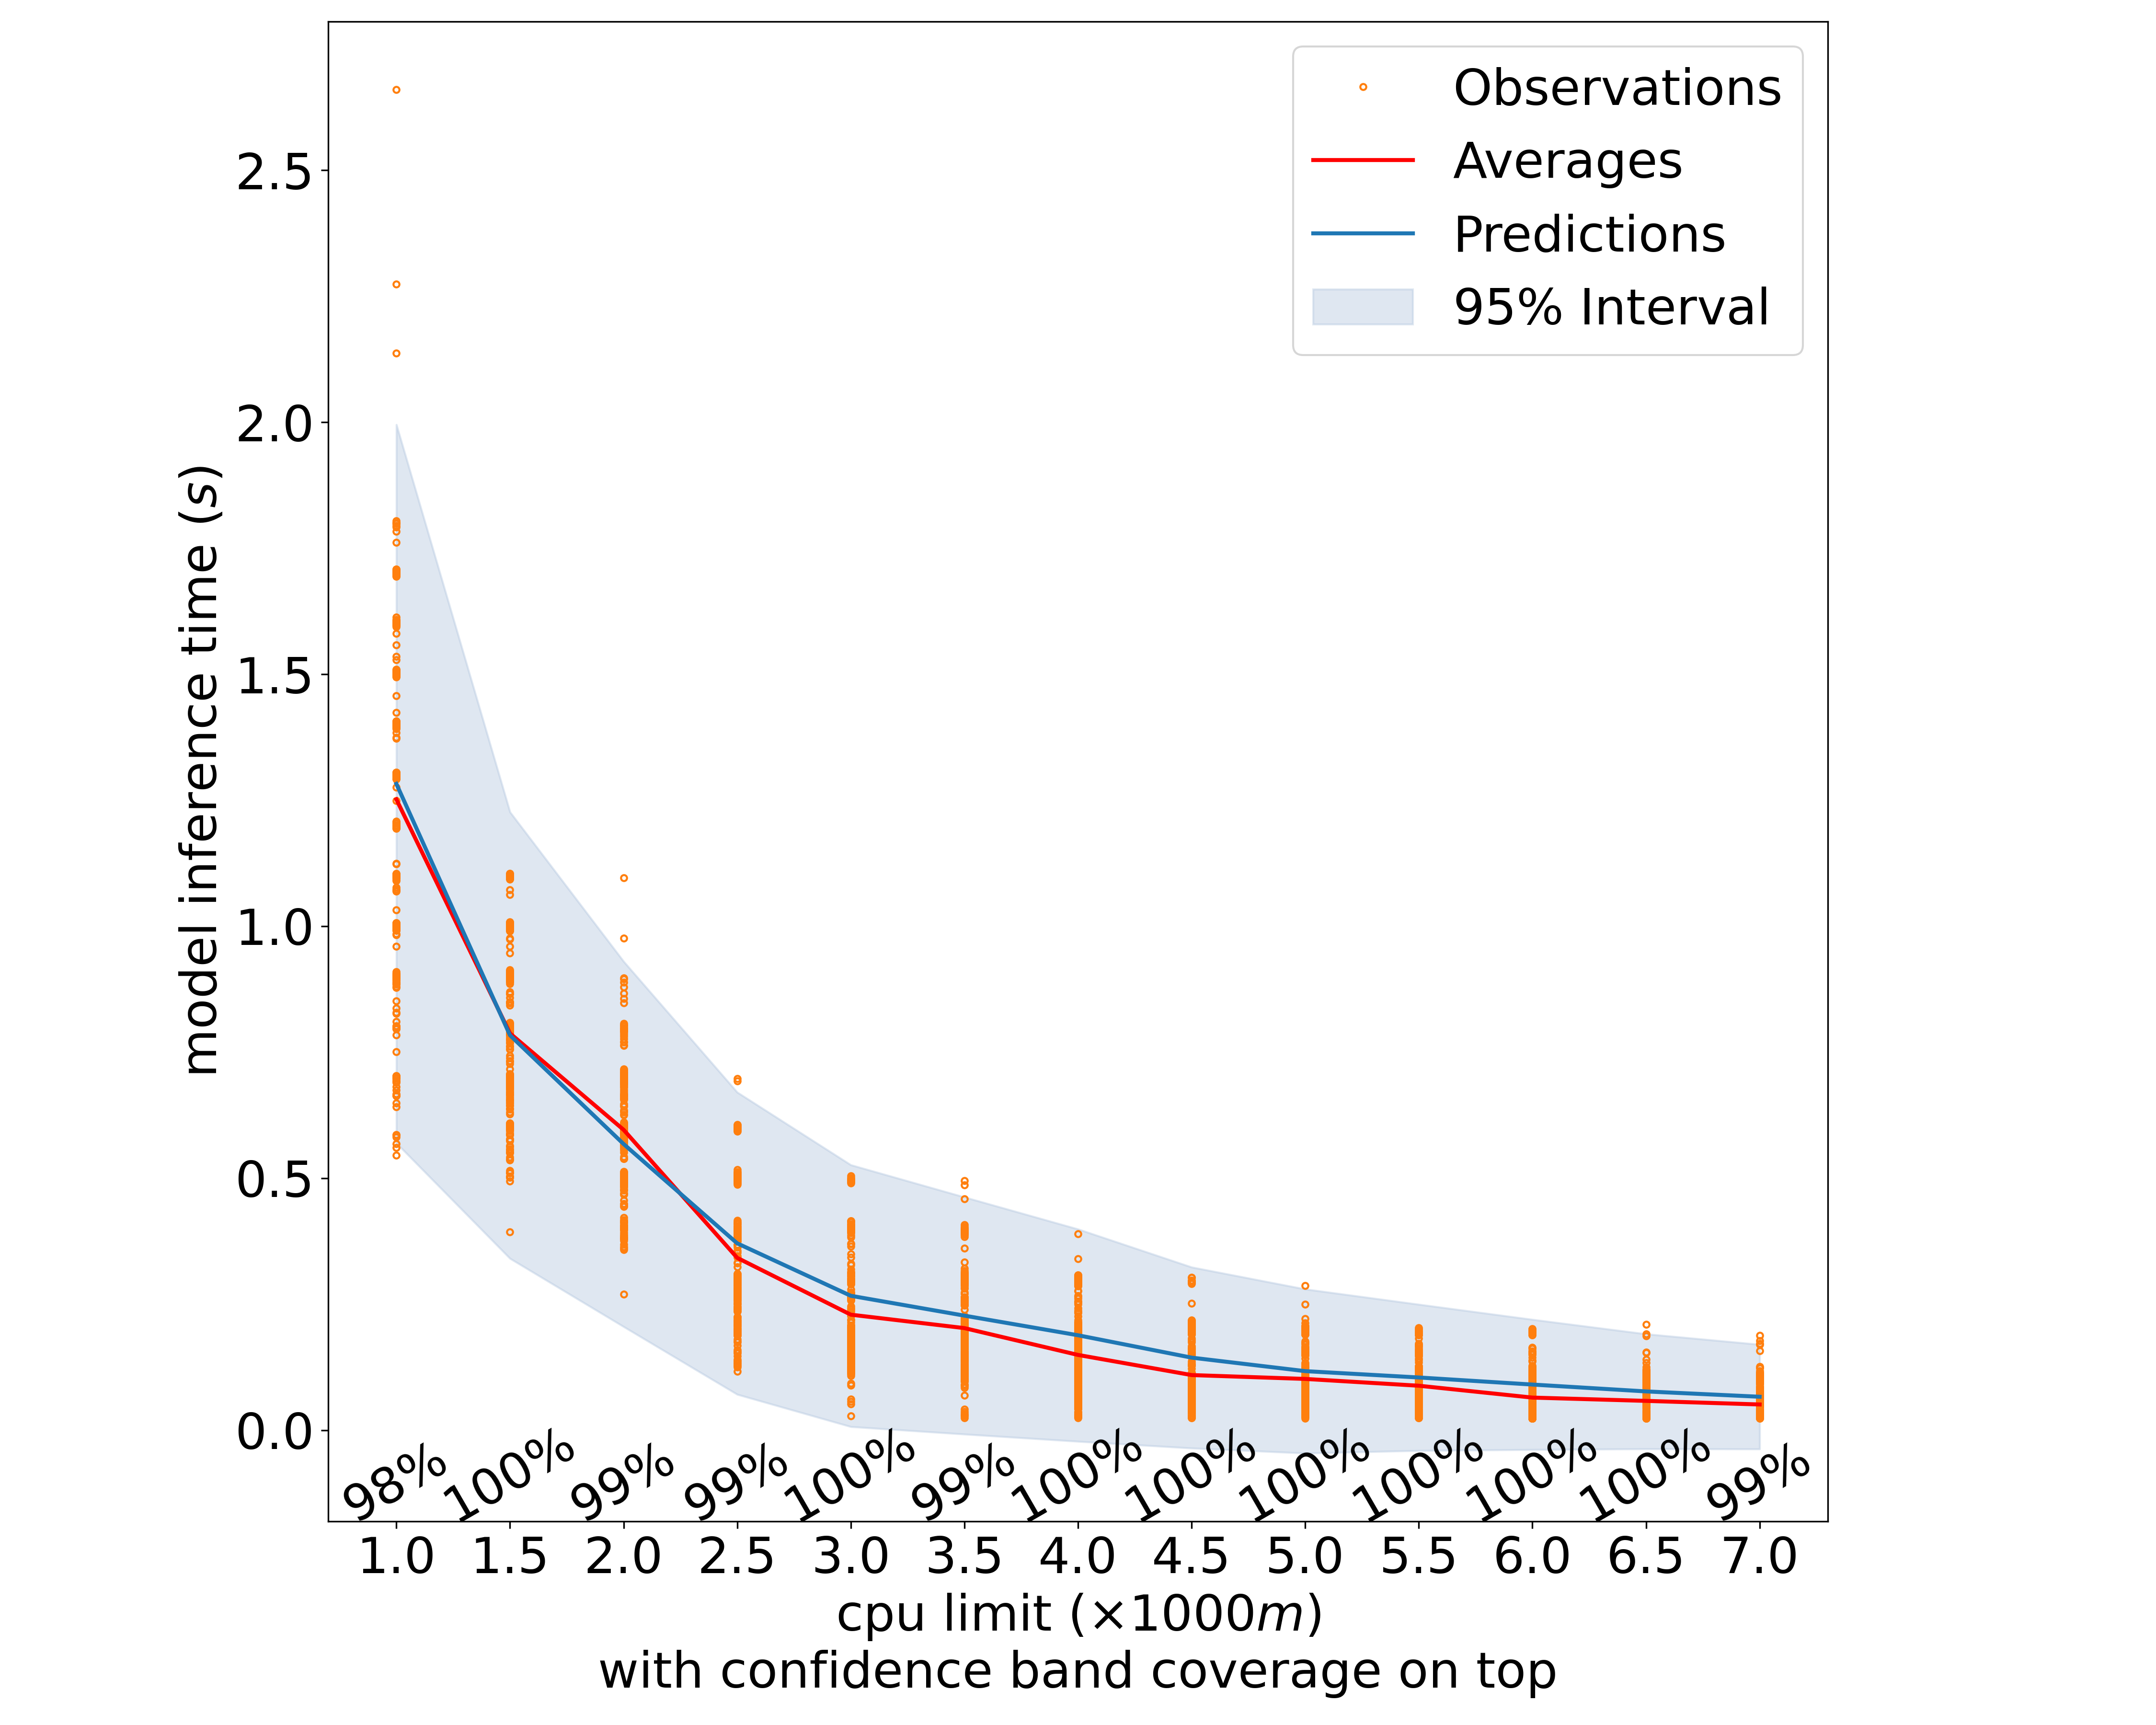 Observations
Averages
Predictions
95% Interval
model inference time (s)
2.5
2.0
1.5
1.0
0.5
0.0
98% 100% 99% 99% 100% 99% 100% 100% 100% 100% 100% 100% 99%
1.0 1.5 2.0 2.5 3.0 3.5 4.0 4.5 5.0 5.5 6.0 6.5 7.0
cpu limit (×1000m)
with confidence band coverage on top